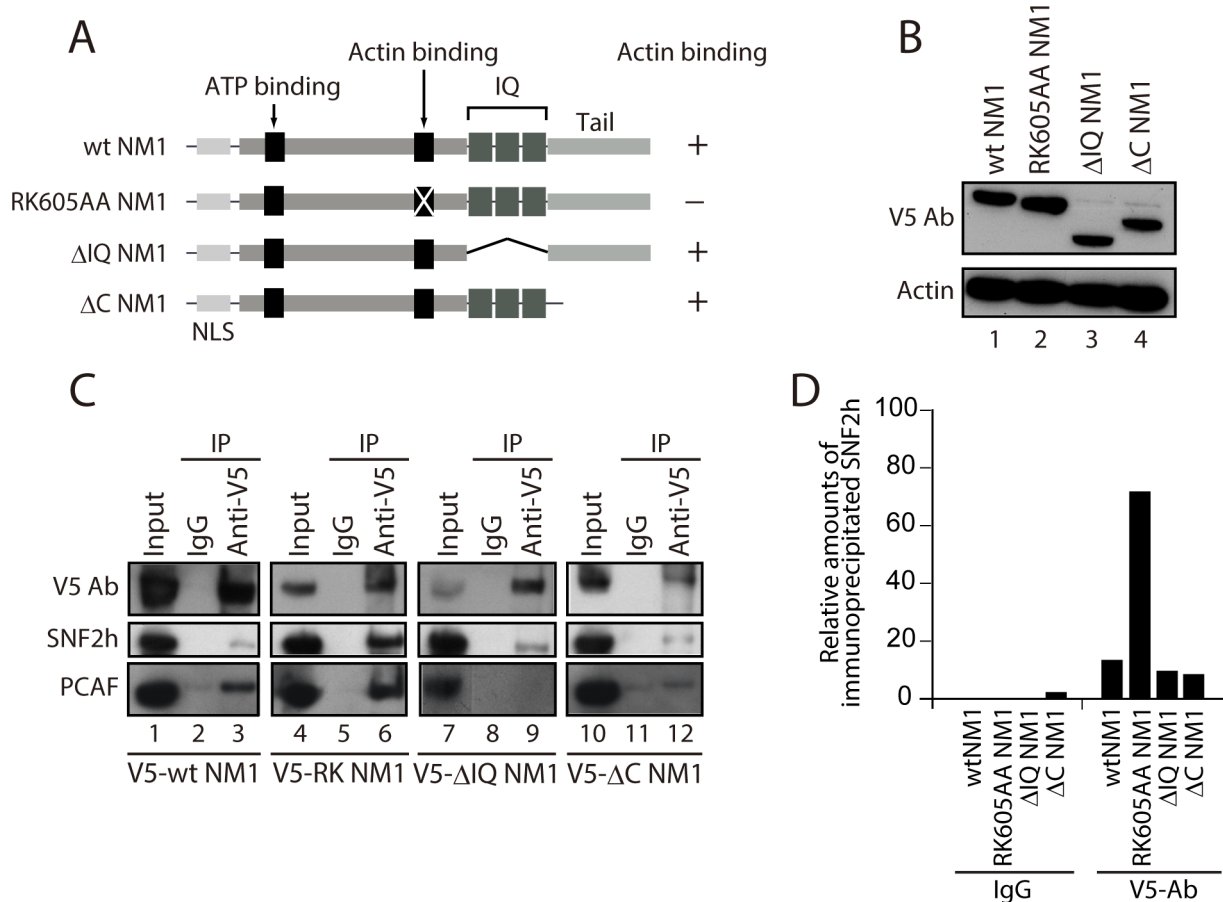 A
Actin binding
Actin binding
ATP binding
IQ
Tail
wt NM1
+
RK605AA NM1
–
ΔIQ NM1
+
ΔC NM1
+
NLS
B
wt NM1
RK605AA NM1
ΔIQ NM1
ΔC NM1
V5 Ab
Actin
1 2 3 4
C
IP IP IP IP
Input IgG Anti-V5 Input IgG Anti-V5 Input IgG Anti-V5 Input IgG Anti-V5
V5 Ab
SNF2h
PCAF
1 2 3 4 5 6 7 8 9 10 11 12
V5-wt NM1 V5-RK NM1 V5-ΔIQ NM1 V5-ΔC NM1
D
Relative amounts of
immunoprecipitated SNF2h
100
80
60
40
20
0
wtNM1
RK605AA NM1
ΔIQ NM1
ΔC NM1
wtNM1
RK605AA NM1
ΔIQ NM1
ΔC NM1
IgG V5-Ab